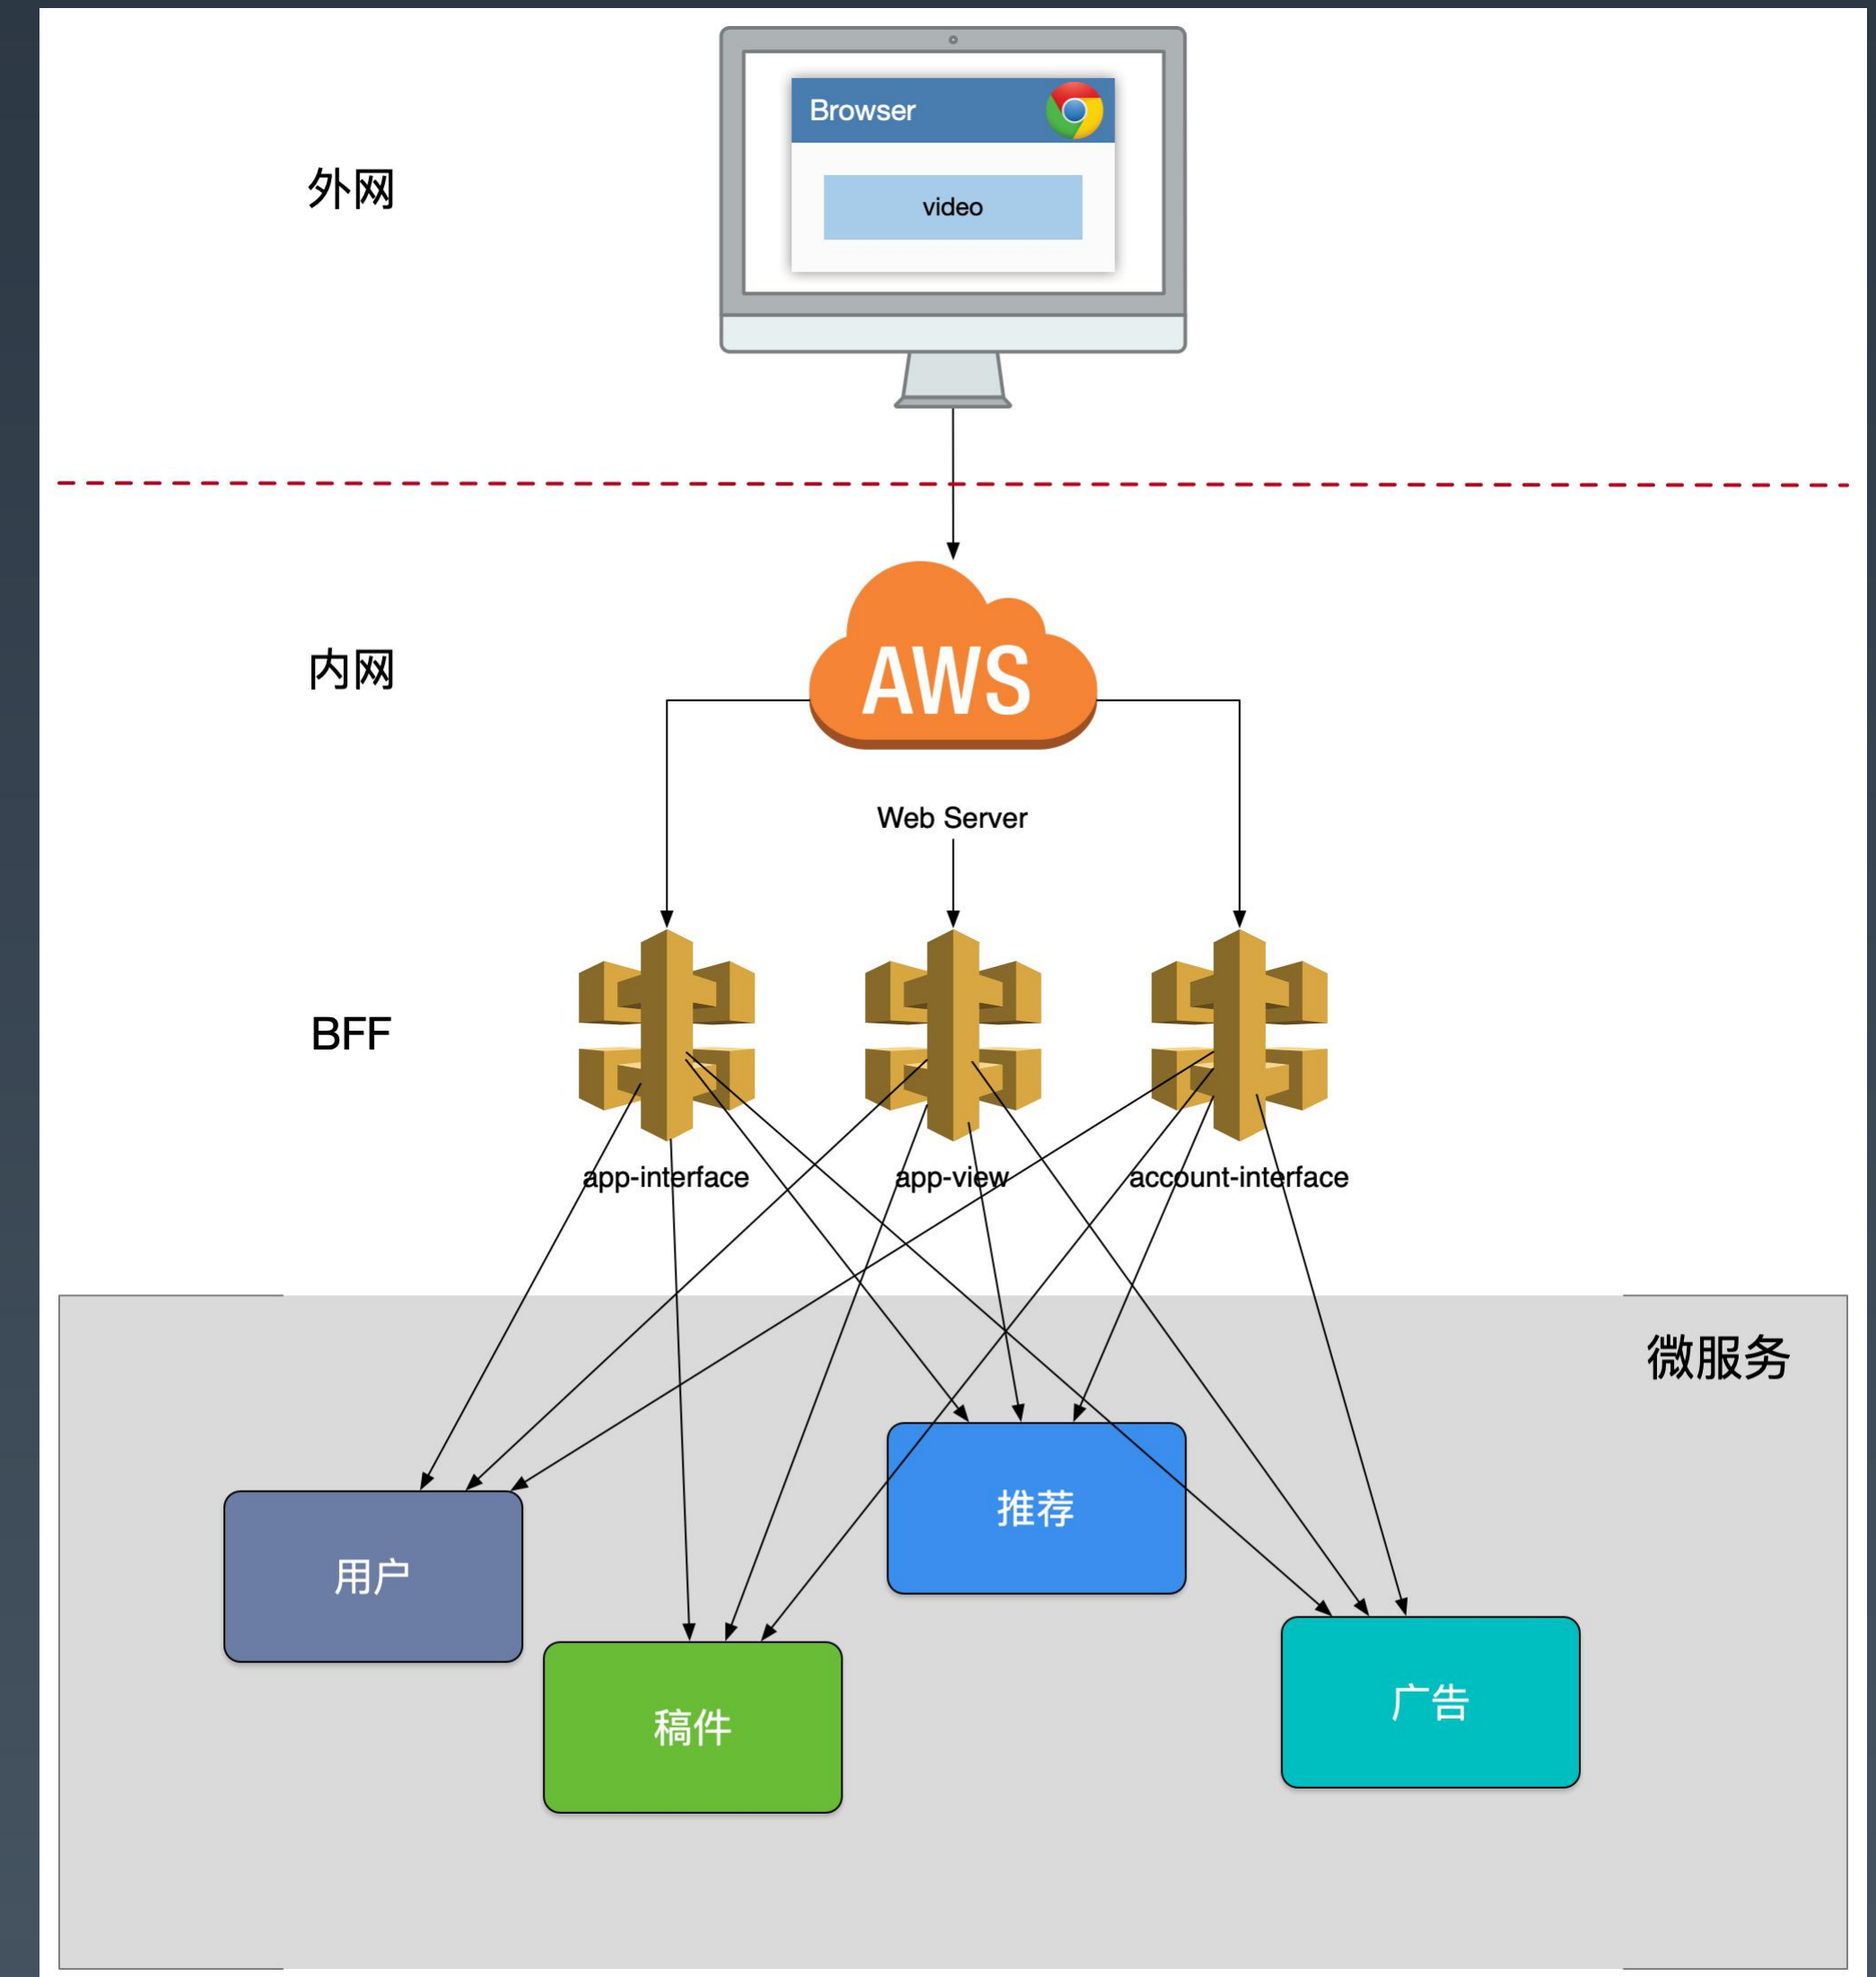 Browser
video
外网
内网
AWS
Web Server
BFF
app-interface
app-view
account-interface
微服务
推荐
用户
稿件
广告